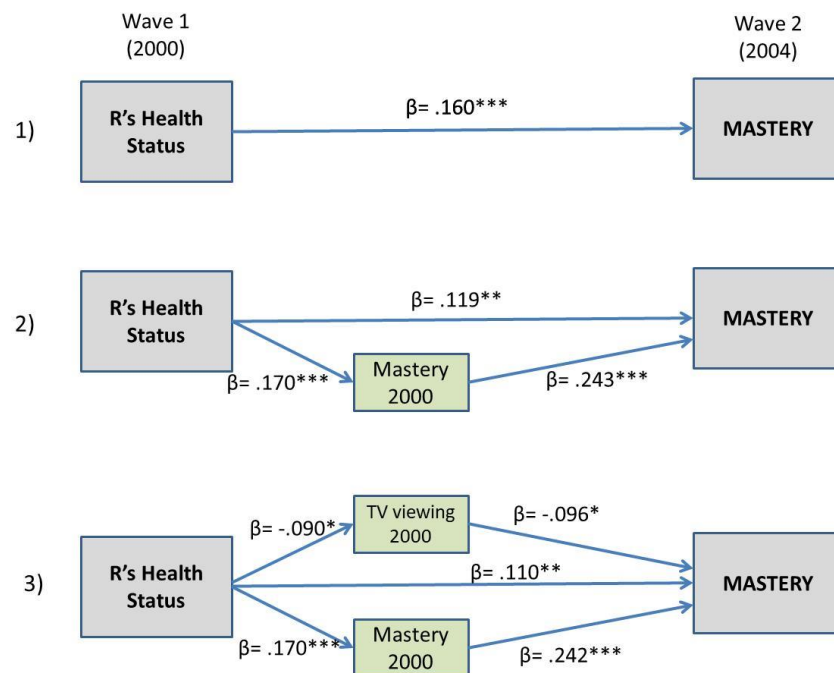 Wave 1
(2000)
Wave 2
(2004)
1)
R's Health
Status
β= .160***
MASTERY
2)
R's Health
Status
β= .119**
MASTERY
β= .170***
Mastery
2000
β= .243***
3)
R's Health
Status
β= -.090*
TV viewing
2000
β= -.096*
β= .110**
MASTERY
β= .170***
Mastery
2000
β= .242***